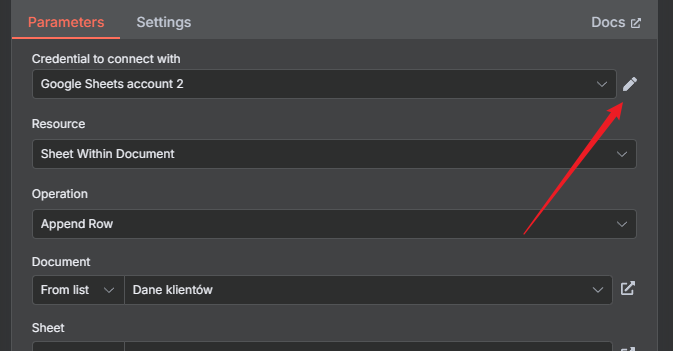 Parameters Settings Docs
Credential to connect with
Google Sheets account 2
Resource
Sheet Within Document
Operation
Append Row
Document
From list Dane klientów
Sheet